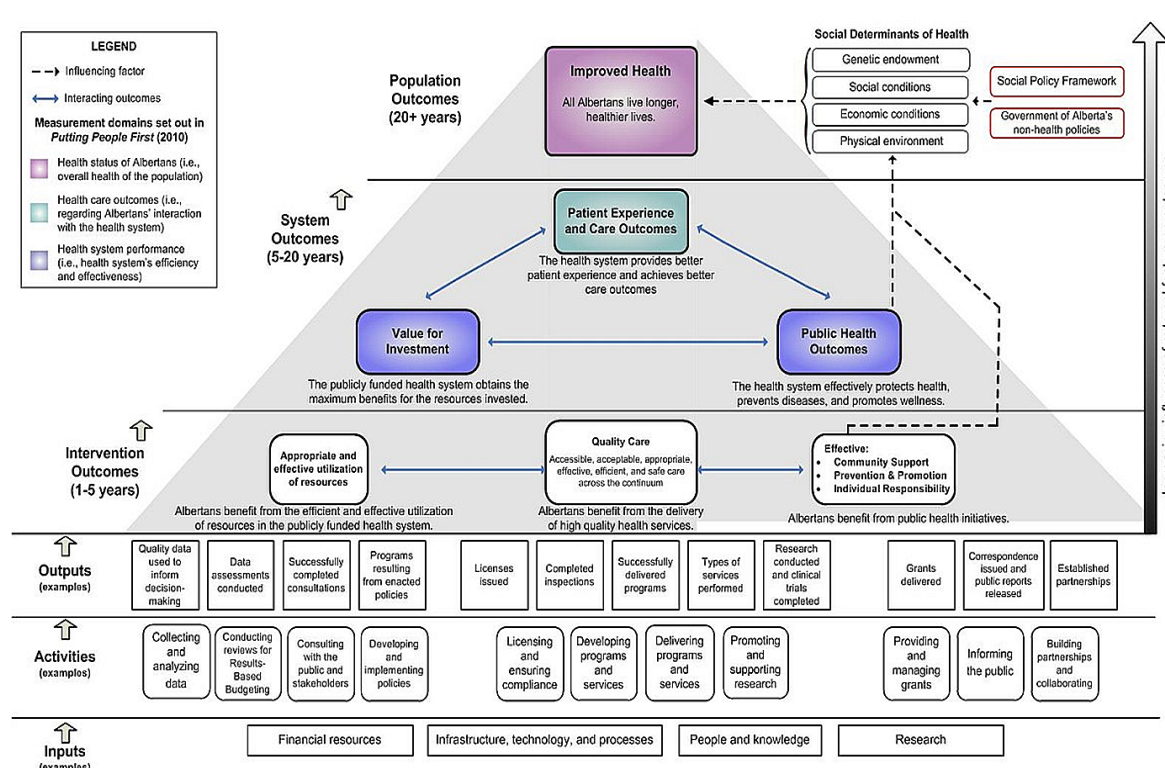 LEGEND
Influencing factor
Interacting outcomes
Measurement domains set out in
Putting People First (2010)
Health status of Albertans (i.e.,
overall health of the population)
Health care outcomes (i.e.,
regarding Albertans' interaction
with the health system)
Health system performance
(i.e., health system's efficiency
and effectiveness)
Population
Outcomes
(20+ years)
Improved Health
All Albertans live longer,
healthier lives.
Social Determinants of Health
Genetic endowment
Social conditions
Economic conditions
Physical environment
Social Policy Framework
Government of Alberta's
non-health policies
System
Outcomes
(5-20 years)
Patient Experience
and Care Outcomes
The health system provides better
patient experience and achieves better
care outcomes
Value for
Investment
The publicly funded health system obtains the
maximum benefits for the resources invested.
Public Health
Outcomes
The health system effectively protects health,
prevents diseases, and promotes wellness.
Intervention
Outcomes
(1-5 years)
Appropriate and
effective utilization
of resources
Albertans benefit from the efficient and effective utilization
of resources in the publicly funded health system.
Quality Care
Accessible, acceptable, appropriate,
effective, efficient, and safe care
across the continuum
Albertans benefit from the delivery
of high quality health services.
Effective:
• Community Support
• Prevention & Promotion
• Individual Responsibility
Albertans benefit from public health initiatives.
Outputs
(examples)
Quality data
used to
inform
decision-
making
Data
assessments
conducted
Successfully
completed
consultations
Programs
resulting
from enacted
policies
Licenses
issued
Completed
inspections
Successfully
delivered
programs
Types of
services
performed
Research
conducted
and clinical
trials
completed
Grants
delivered
Correspondence
issued and
public reports
released
Established
partnerships
Activities
(examples)
Collecting
and
analyzing
data
Conducting
reviews for
Results-
Based
Budgeting
Consulting
with the
public and
stakeholders
Developing
and
implementing
policies
Licensing
and
ensuring
compliance
Developing
programs
and
services
Delivering
programs
and
services
Promoting
and
supporting
research
Providing
and
managing
grants
Informing
the public
Building
partnerships
and
collaborating
Inputs
(examples)
Financial resources
Infrastructure, technology, and processes
People and knowledge
Research